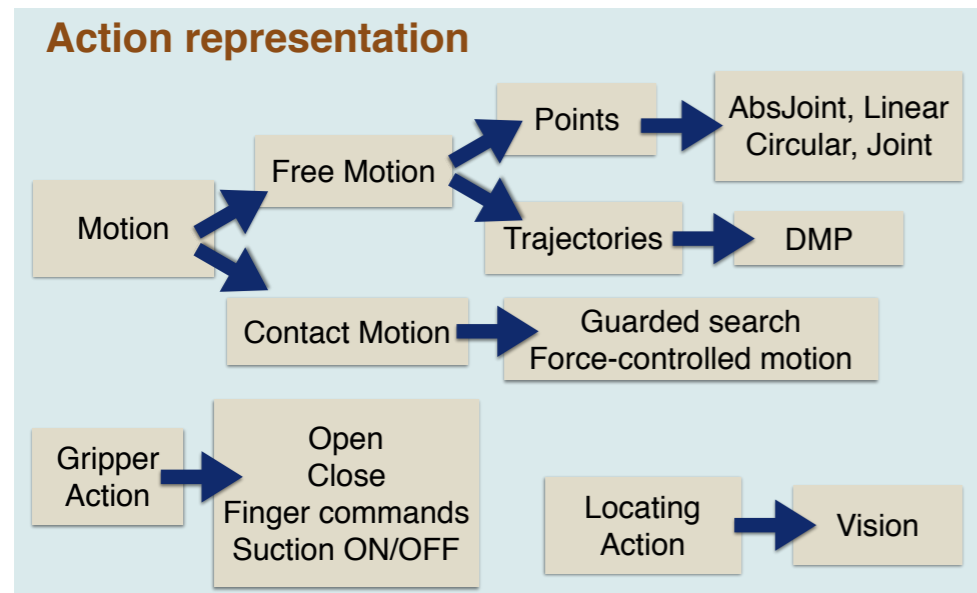 Action representation
Points
AbsJoint, Linear
Circular, Joint
Free Motion
Motion
Trajectories
DMP
Contact Motion
Guarded search
Force-controlled motion
Gripper
Action
Open
Close
Finger commands
Suction ON/OFF
Locating
Action
Vision